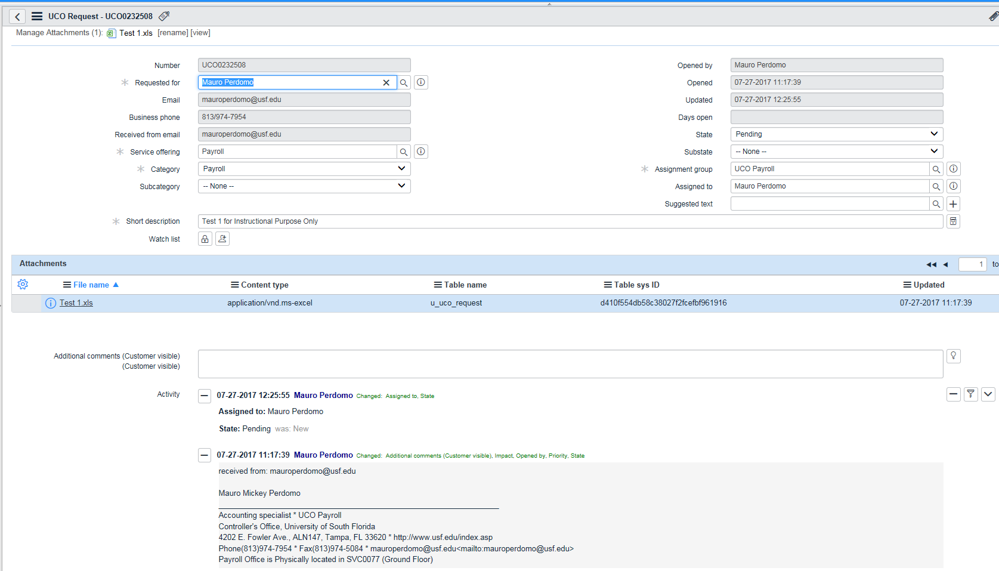 UCO Request - UCO0232508
Manage Attachments (1): Test 1.xls [rename] [view]
Number UCO0232508
Requested for Mauro Perdomo
Email mauroperdomo@usf.edu
Business phone 813/974-7954
Received from email mauroperdomo@usf.edu
Service offering Payroll
Category Payroll
Subcategory -- None --
Opened by Mauro Perdomo
Opened 07-27-2017 11:17:39
Updated 07-27-2017 12:25:55
Days open
State Pending
Substate -- None --
Assignment group UCO Payroll
Assigned to Mauro Perdomo
Suggested text
Short description Test 1 for Instructional Purpose Only
Watch list
Attachments 1 to
File name Content type Table name Table sys ID Updated
Test 1.xls application/vnd.ms-excel u_uco_request d410f554db58c38027f2fcefbf961916 07-27-2017 11:17:39
Additional comments (Customer visible)
(Customer visible)
Activity
07-27-2017 12:25:55 Mauro Perdomo Changed: Assigned to, State
Assigned to: Mauro Perdomo
State: Pending was: New
07-27-2017 11:17:39 Mauro Perdomo Changed: Additional comments (Customer visible), Impact, Opened by, Priority, State
received from: mauroperdomo@usf.edu
Mauro Mickey Perdomo
Accounting specialist * UCO Payroll
Controller's Office, University of South Florida
4202 E. Fowler Ave., ALN147, Tampa, FL 33620 * http://www.usf.edu/index.asp
Phone(813)974-7954 * Fax(813)974-5084 * mauroperdomo@usf.edu<mailto:mauroperdomo@usf.edu>
Payroll Office is Physically located in SVC0077 (Ground Floor)